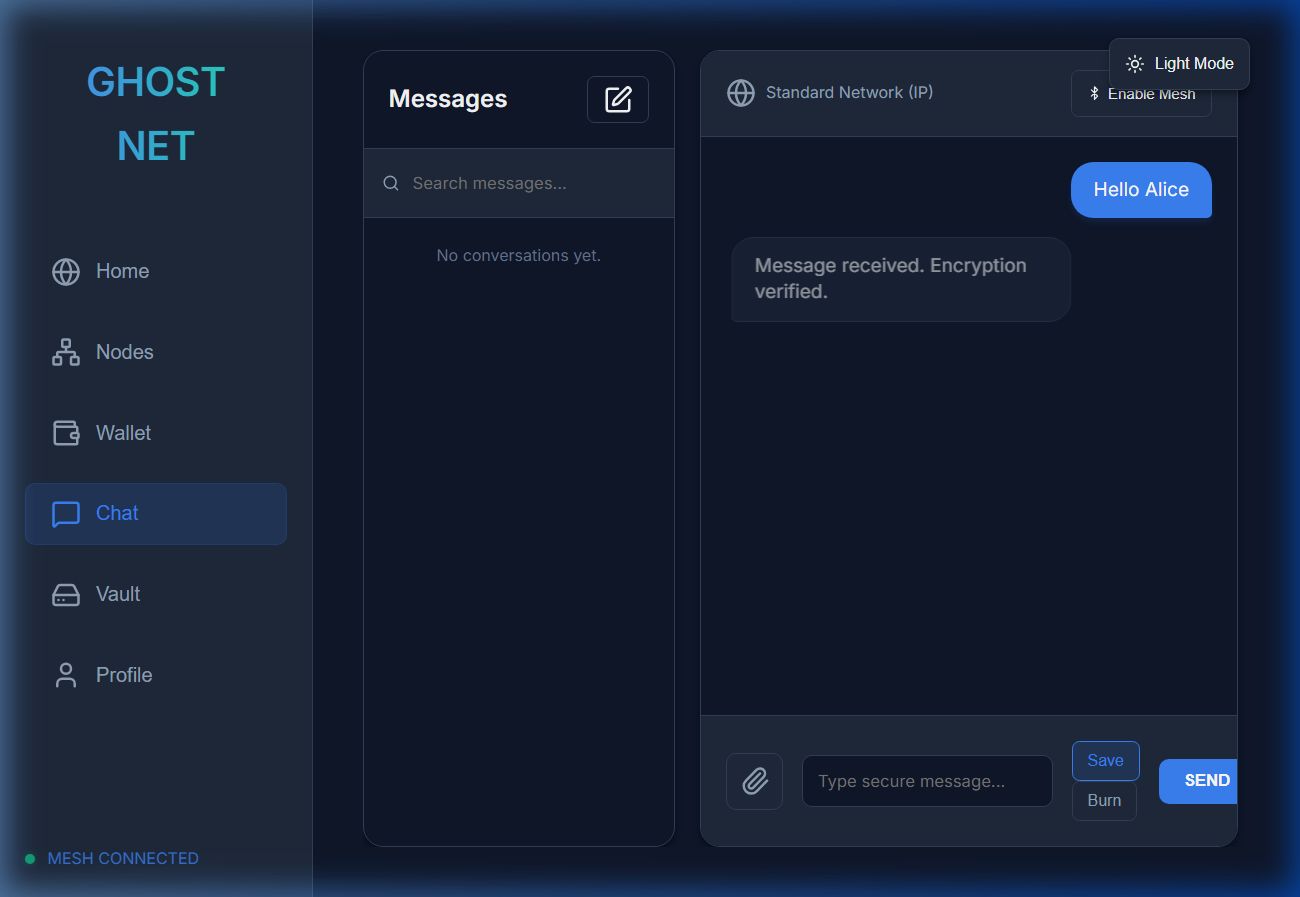 GHOST
NET
Home
Nodes
Wallet
Chat
Vault
Profile
MESH CONNECTED
Messages
Search messages...
No conversations yet.
Standard Network (IP)
Light Mode
Enable Mesh
Hello Alice
Message received. Encryption
verified.
Type secure message...
Save
Burn
SEND